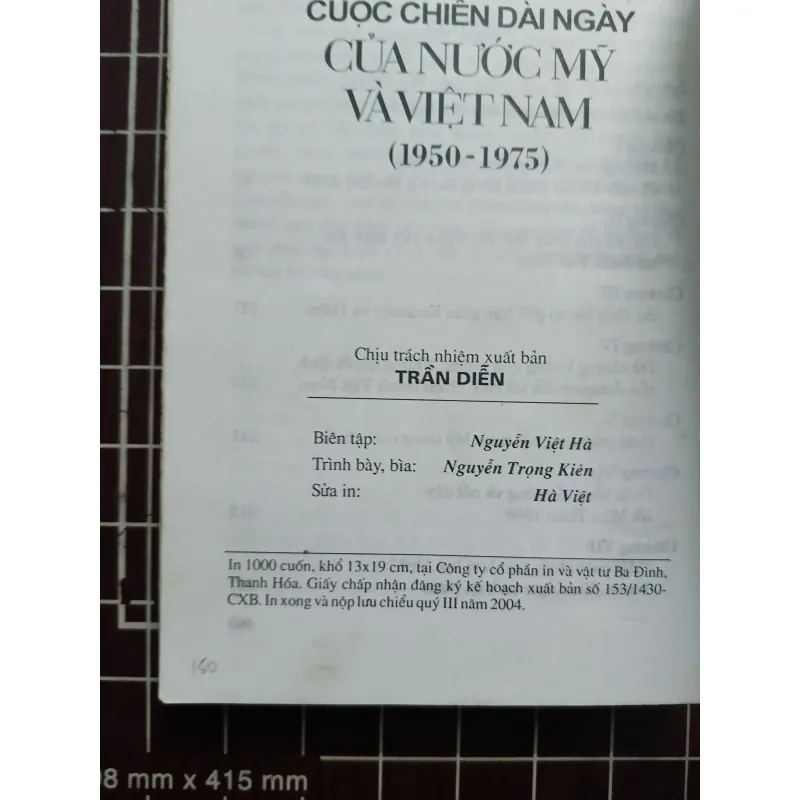 CUỘC CHIẾN DÀI NGÀY
CỦA NƯỚC MỸ
VÀ VIỆT NAM
(1950-1975)
Chịu trách nhiệm xuất bản
TRẦN DIỄN
Biên tập: Nguyễn Việt Hà
Trình bày, bìa: Nguyễn Trọng Kiên
Sửa in: Hà Việt
In 1000 cuốn, khổ 13x19 cm, tại Công ty cổ phần in và vật tư Ba Đình,
Thanh Hóa. Giấy chấp nhận đăng ký kế hoạch xuất bản số 153/1430-
CXB. In xong và nộp lưu chiểu quý III năm 2004.
160
8 mm x 415 mm